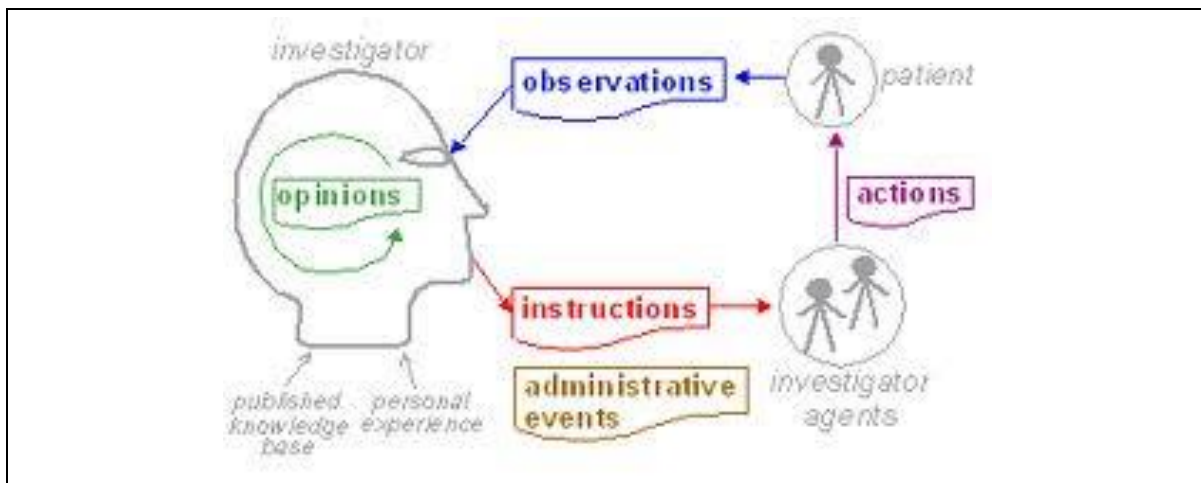 investigator
observations
patient
opinions
actions
instructions
administrative
events
investigator
agents
published
knowledge
base
personal
experience